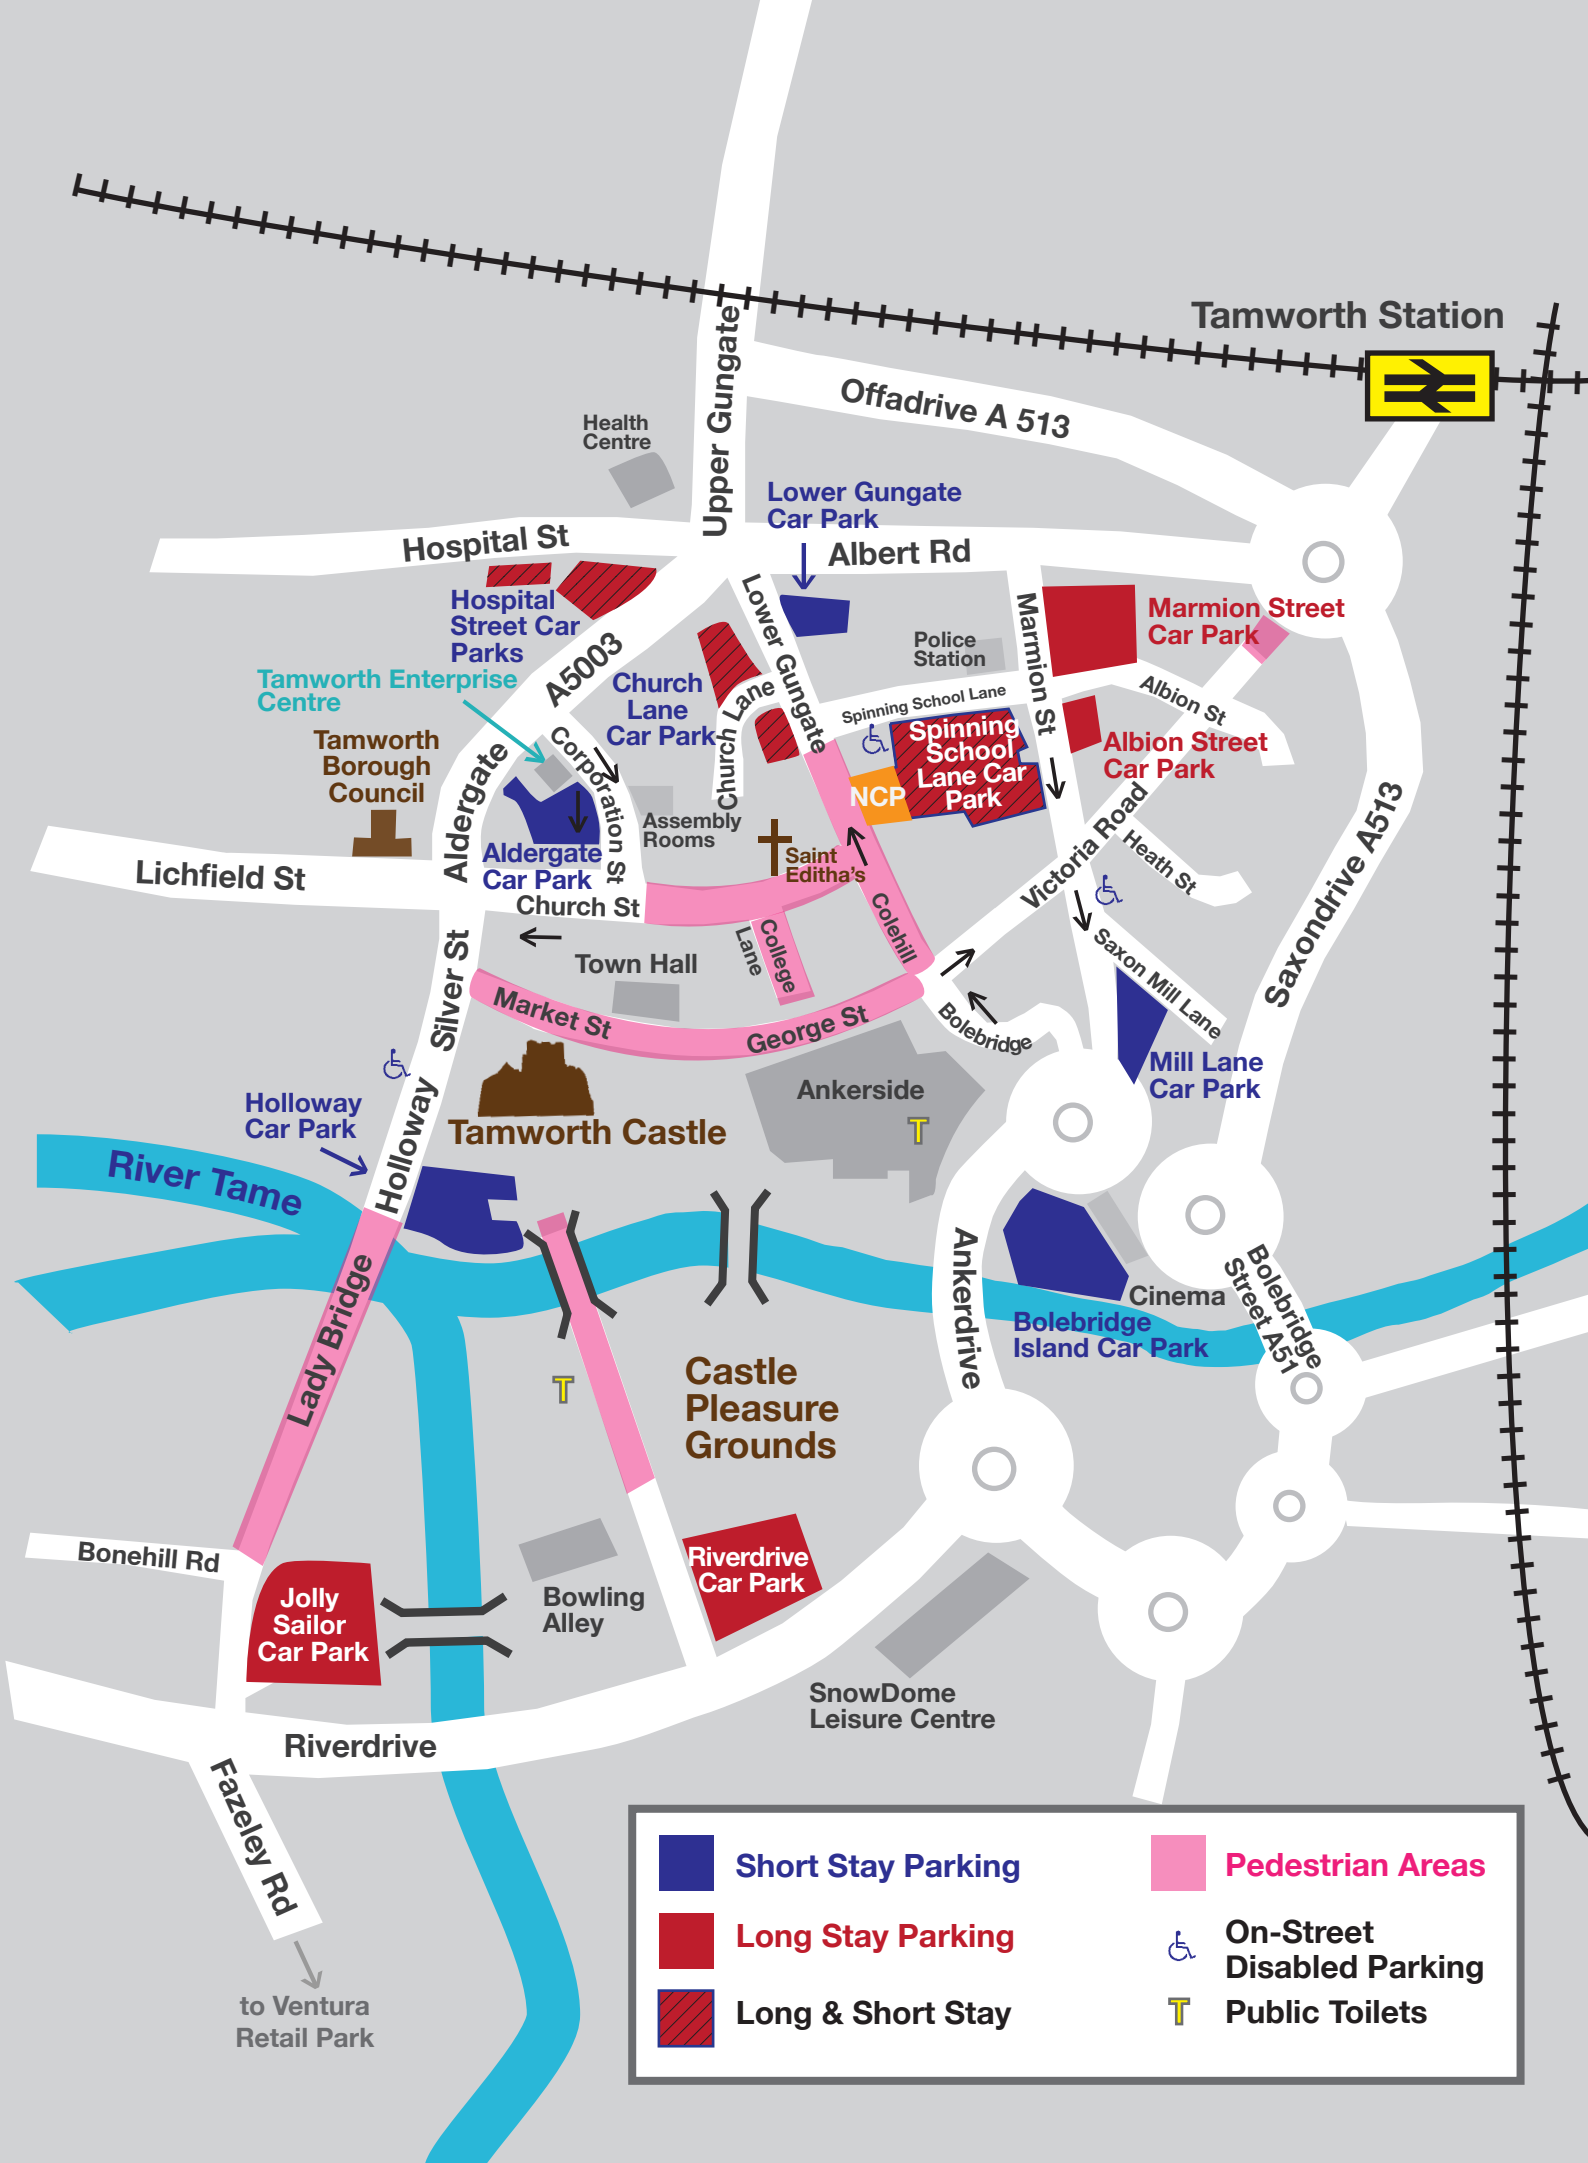 Tamworth Station
Upper Gungate
Offadrive A 513
Health
Centre
Lower Gungate
Car Park
Hospital St
Albert Rd
Hospital
Street Car
Parks
Lower Gungate
Marmion St
Marmion Street
Car Park
Police
Station
A5003
Tamworth Enterprise
Centre
Church
Lane
Car Park
Church Lane
Spinning School Lane
Albion St
Spinning
School
Lane Car
Park
Albion Street
Car Park
Tamworth
Borough
Council
Aldergate
Corporation St
NCP
Assembly
Rooms
Victoria Road
Heath St
Saxondrive A513
Lichfield St
Aldergate
Car Park
Saint
Editha's
Church St
Colehill
College
Lane
Silver St
Town Hall
Saxon Mill Lane
Market St
George St
Bolebridge
Mill Lane
Car Park
Ankerside
T
Holloway
Car Park
Holloway
Tamworth Castle
River Tame
Lady Bridge
Ankerdrive
Bolebridge
Street A51
Cinema
Bolebridge
Island Car Park
T
Castle
Pleasure
Grounds
Bonehill Rd
Jolly
Sailor
Car Park
Bowling
Alley
Riverdrive
Car Park
SnowDome
Leisure Centre
Riverdrive
Fazeley Rd
to Ventura
Retail Park
Short Stay Parking
Long Stay Parking
Long & Short Stay
Pedestrian Areas
On-Street
Disabled Parking
T
Public Toilets